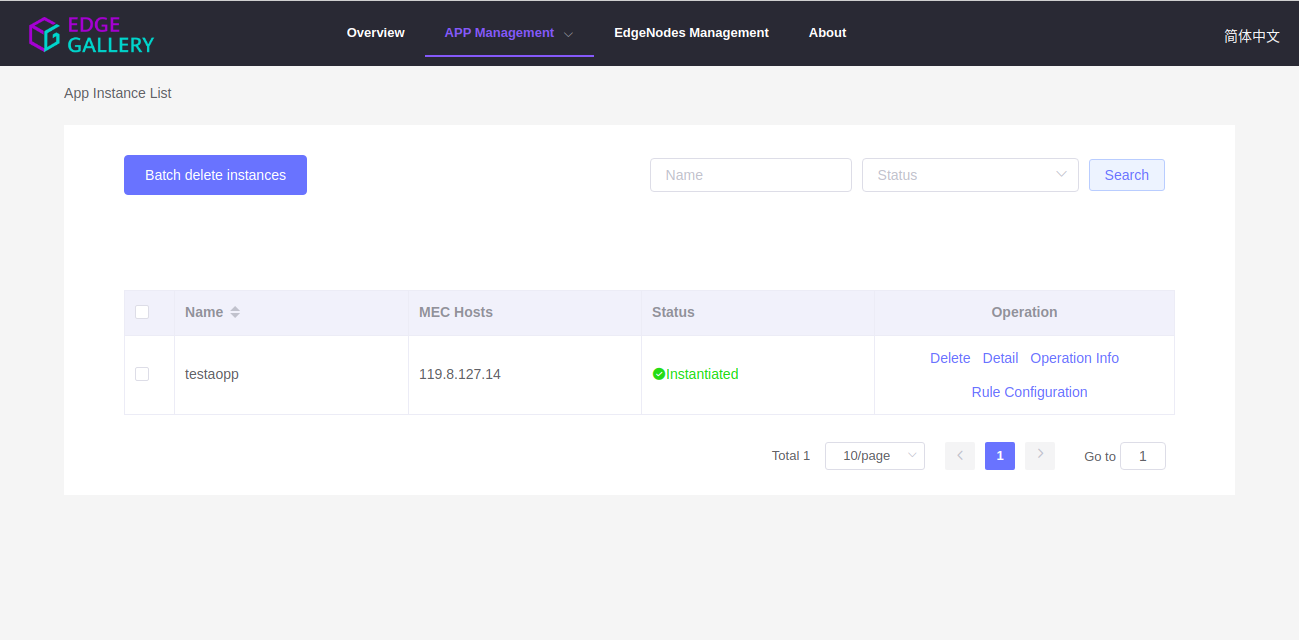 EDGE
GALLERY
Overview APP Management EdgeNodes Management About 简体中文
App Instance List
Batch delete instances Name Status Search
Name MEC Hosts Status Operation
testaopp 119.8.127.14 Instantiated Delete Detail Operation Info
Rule Configuration
Total 1 10/page 1 Go to 1